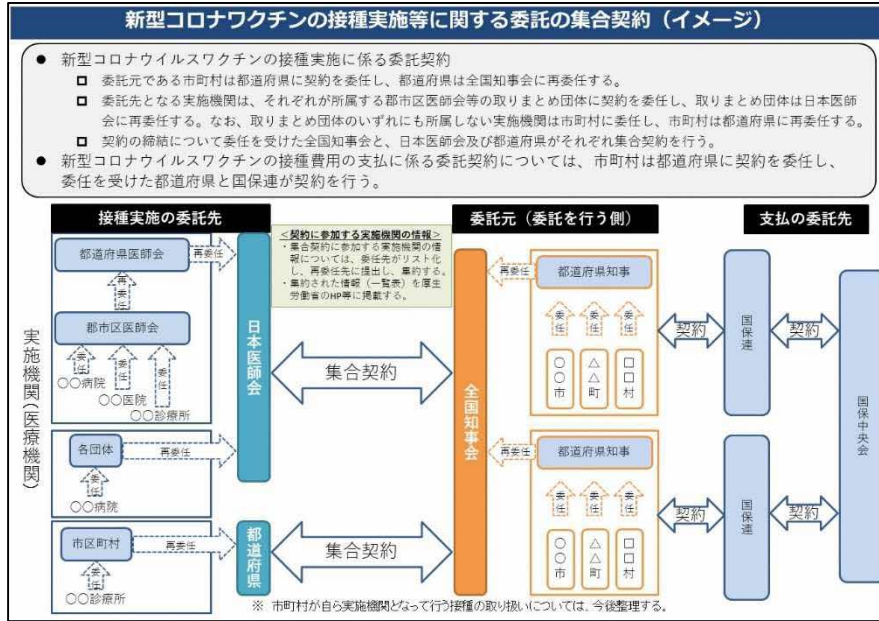 新型コロナワクチンの接種実施等に関する委託の集合契約（イメージ）
● 新型コロナウイルスワクチンの接種実施に係る委託契約
□ 委託元である市町村は都道府県に契約を委任し、都道府県は全国知事会に再委任する。
□ 委託先となる実施機関は、それぞれが所属する郡市区医師会等の取りまとめ団体に契約を委任し、取りまとめ団体は日本医師
会に再委任する。なお、取りまとめ団体のいずれにも所属しない実施機関は市町村に委任し、市町村は都道府県に再委任する。
□ 契約の締結について委任を受けた全国知事会と、日本医師会及び都道府県がそれぞれ集合契約を行う。
● 新型コロナウイルスワクチンの接種費用の支払に係る委託契約については、市町村は都道府県に契約を委任し、
委任を受けた都道府県と国保連が契約を行う。
接種実施の委託先
実施機関（医療機関）
都道府県医師会
再委任
再委任
郡市区医師会
委任
委任
委任
〇〇病院
〇〇医院
〇〇診療所
各団体
再委任
委任
〇〇病院
市区町村
再委任
委任
〇〇診療所
日本医師会
都道府県
＜契約に参加する実施機関の情報＞
・集合契約に参加する実施機関の情
報については、委任先がリスト化
し、再委任先に提出し、集約する。
・集約された情報（一覧表）を厚生
労働省のHP等に掲載する。
集合契約
集合契約
委託元（委託を行う側）
全国知事会
再委任
都道府県知事
委任
委任
委任
〇〇市
△△町
□□村
再委任
都道府県知事
委任
委任
委任
〇〇市
△△町
□□村
支払の委託先
契約
国保連
契約
契約
国保連
契約
国保中央会
※ 市町村が自ら実施機関となって行う接種の取り扱いについては、今後整理する。